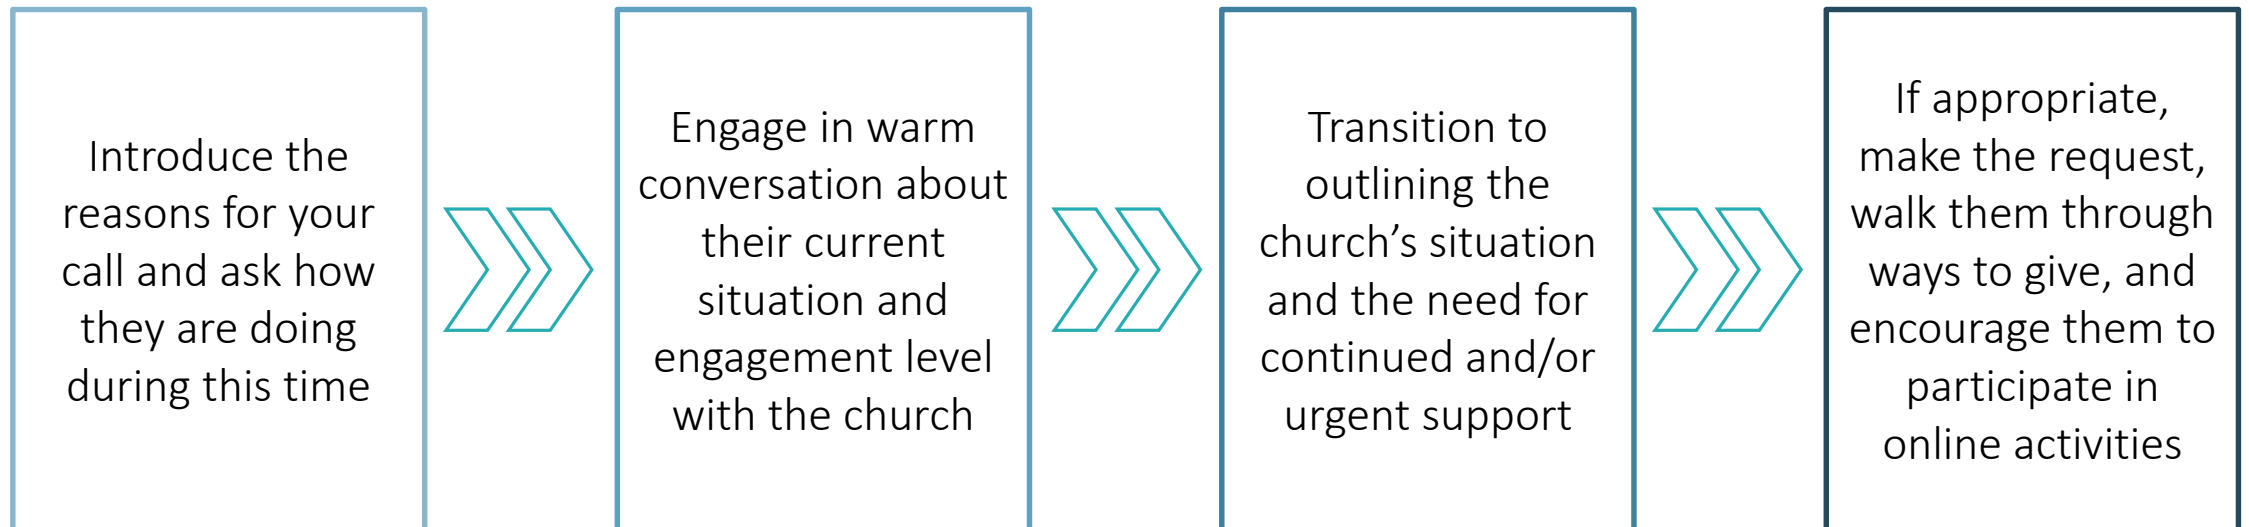 Introduce the
reasons for your
call and ask how
they are doing
during this time
Engage in warm
conversation about
their current
situation and
engagement level
with the church
Transition to
outlining the
church’s situation
and the need for
continued and/or
urgent support
If appropriate,
make the request,
walk them through
ways to give, and
encourage them to
participate in
online activities